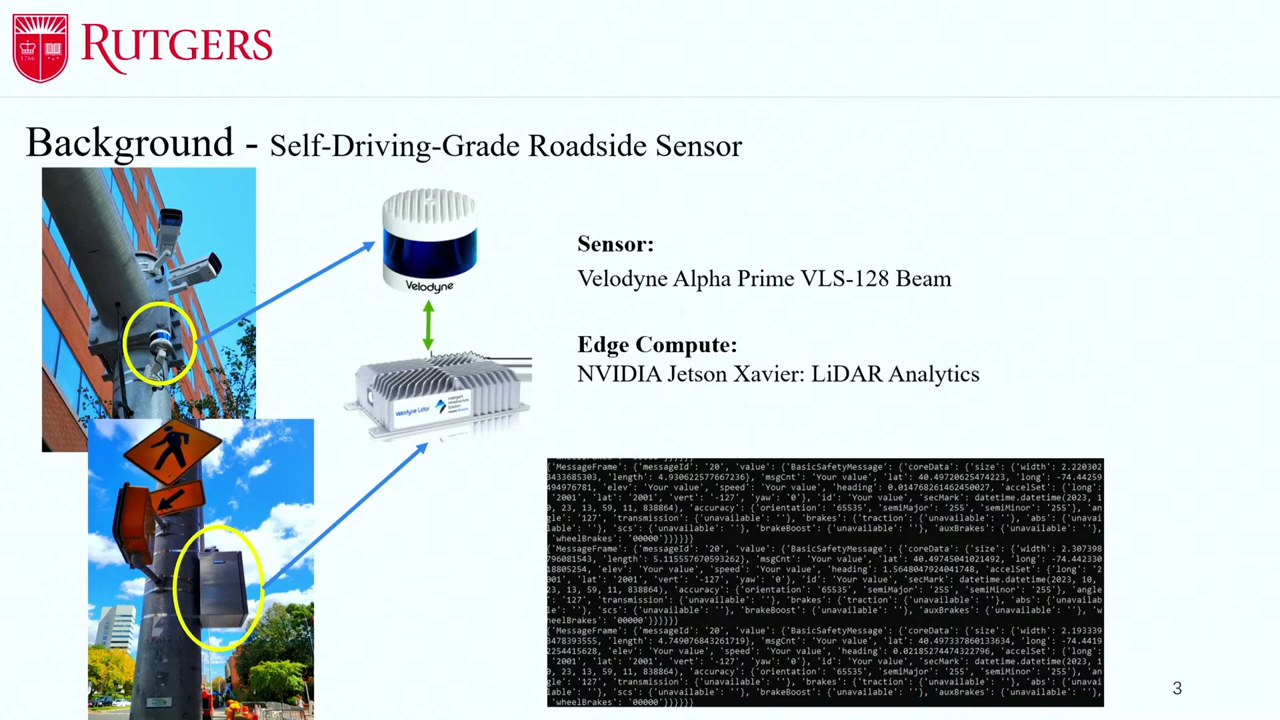 1766
RUTGERS
Background - Self-Driving-Grade Roadside Sensor
Velodyne
Sensor:
Velodyne Alpha Prime VLS-128 Beam
Edge Compute:
NVIDIA Jetson Xavier: LiDAR Analytics
Velodyne Lidar
{'MessageFrame': {'messageId': '20', 'value': {'BasicSafetyMessage': {'coreData': {'size': {'width': 2.220302
3433685303, 'length': 4.930622577667236}, 'msgCnt': 'Your value', 'lat': 40.49720625474223, 'long': -74.44259
494976781, 'elev': 'Your value', 'speed': 'Your value', 'heading': 0.014768261462450027, 'accelSet': {'long':
'2001', 'lat': '2001', 'vert': '-127', 'yaw': '0'}, 'id': 'Your value', 'secMark': datetime.datetime(2023, 1
0, 23, 13, 59, 11, 838864), 'accuracy': {'orientation': '65535', 'semiMajor': '255', 'semiMinor': '255'}, 'an
gle': '127', 'transmission': {'unavailable': ''}, 'brakes': {'traction': {'unavailable': ''}, 'abs': {'unavai
lable': ''}, 'scs': {'unavailable': ''}, 'brakeBoost': {'unavailable': ''}, 'auxBrakes': {'unavailable': ''},
'wheelBrakes': '00000'}}}}}}
{'MessageFrame': {'messageId': '20', 'value': {'BasicSafetyMessage': {'coreData': {'size': {'width': 2.307398
796081543, 'length': 5.115557670593262}, 'msgCnt': 'Your value', 'lat': 40.49745041021492, 'long': -74.442330
18805254, 'elev': 'Your value', 'speed': 'Your value', 'heading': 1.5648047924041748, 'accelSet': {'long': '2
001', 'lat': '2001', 'vert': '-127', 'yaw': '0'}, 'id': 'Your value', 'secMark': datetime.datetime(2023, 10,
23, 13, 59, 11, 838864), 'accuracy': {'orientation': '65535', 'semiMajor': '255', 'semiMinor': '255'}, 'angle
': '127', 'transmission': {'unavailable': ''}, 'brakes': {'traction': {'unavailable': ''}, 'abs': {'unavailab
le': ''}, 'scs': {'unavailable': ''}, 'brakeBoost': {'unavailable': ''}, 'auxBrakes': {'unavailable': ''}, 'w
heelBrakes': '00000'}}}}}}
{'MessageFrame': {'messageId': '20', 'value': {'BasicSafetyMessage': {'coreData': {'size': {'width': 2.193339
3478393555, 'length': 4.749076843261719}, 'msgCnt': 'Your value', 'lat': 40.497337860133634, 'long': -74.4419
2254415628, 'elev': 'Your value', 'speed': 'Your value', 'heading': 0.02185274474322796, 'accelSet': {'long':
'2001', 'lat': '2001', 'vert': '-127', 'yaw': '0'}, 'id': 'Your value', 'secMark': datetime.datetime(2023, 1
0, 23, 13, 59, 11, 838864), 'accuracy': {'orientation': '65535', 'semiMajor': '255', 'semiMinor': '255'}, 'an
gle': '127', 'transmission': {'unavailable': ''}, 'brakes': {'traction': {'unavailable': ''}, 'abs': {'unavai
lable': ''}, 'scs': {'unavailable': ''}, 'brakeBoost': {'unavailable': ''}, 'auxBrakes': {'unavailable': ''},
'wheelBrakes': '00000'}}}}}}
3